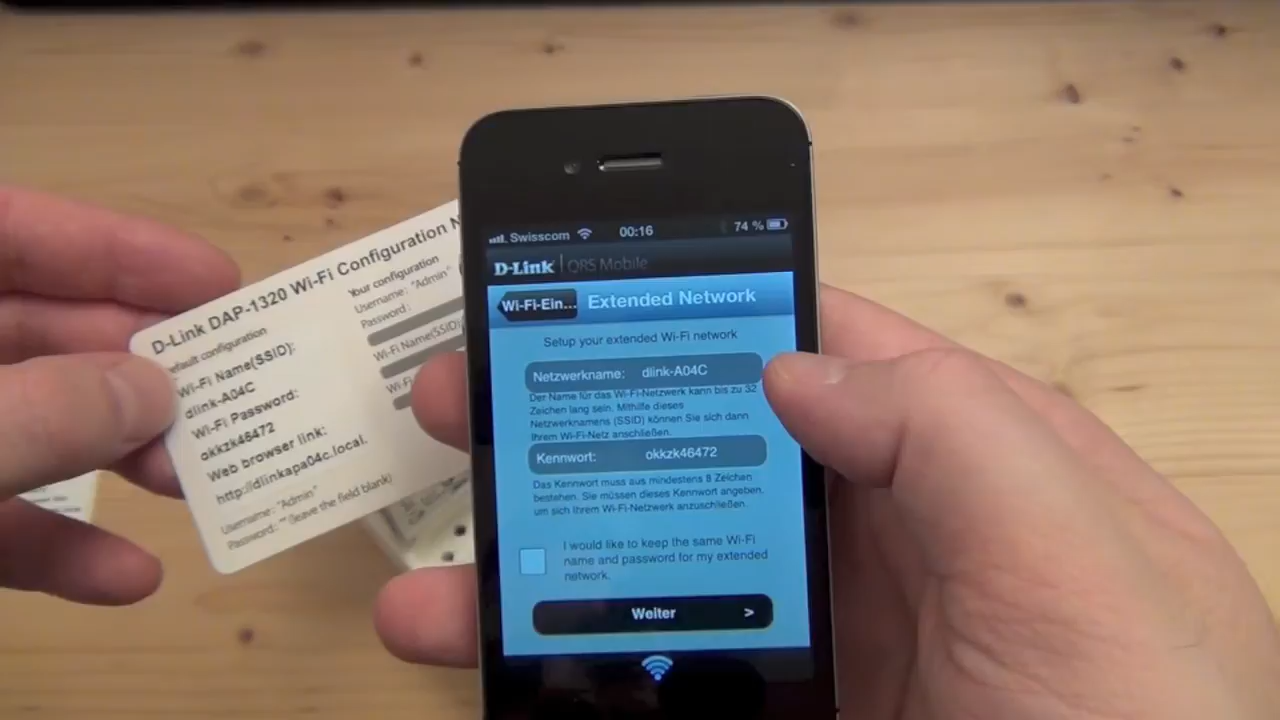 D-Link DAP-1320 Wi-Fi Configuration
default configuration
Wi-Fi Name(SSID):
dlink-A04C
Wi-Fi Password:
okkzk46472
Web browser link:
http://dlinkapa04c.local.
Username: "Admin"
Password: "" (leave the field blank)
Your configuration
Username: "Admin"
Password:
Wi-Fi Name(SSID)
Wi-Fi
Swisscom 00:16 74 %
D-Link QRS Mobile
Wi-Fi-Ein... Extended Network
Setup your extended Wi-Fi network
Netzwerkname: dlink-A04C
Der Name für das Wi-Fi-Netzwerk kann bis zu 32
Zeichen lang sein. Mithilfe dieses
Netzwerknamens (SSID) können Sie sich dann
Ihrem Wi-Fi-Netz anschließen.
Kennwort: okkzk46472
Das Kennwort muss aus mindestens 8 Zeichen
bestehen. Sie müssen dieses Kennwort angeben,
um sich Ihrem Wi-Fi-Netzwerk anzuschließen.
I would like to keep the same Wi-Fi
name and password for my extended
network.
Weiter >